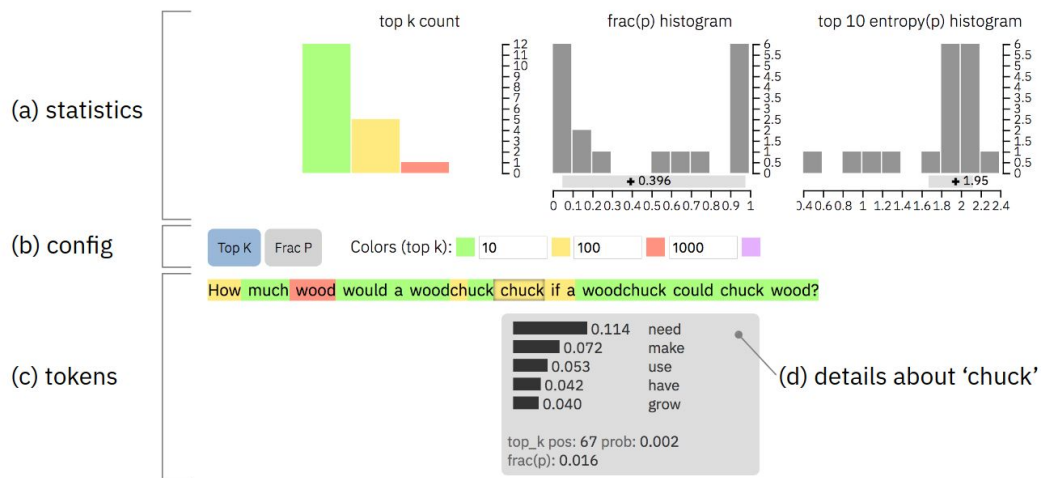 top k count
frac(p) histogram
top 10 entropy(p) histogram
(a) statistics
12
11
10
9
8
7
6
5
4
3
2
1
0
6
5.5
5
4.5
4
3.5
3
2.5
2
1.5
1
0.5
0
6
5.5
5
4.5
4
3.5
3
2.5
2
1.5
1
0.5
0
+ 0.396
+ 1.95
0 0.1 0.2 0.3 0.4 0.5 0.6 0.7 0.8 0.9 1
0.4 0.6 0.8 1 1.2 1.4 1.6 1.8 2 2.2 2.4
(b) config
Top K Frac P Colors (top k): 10 100 1000
How much wood would a woodchuck chuck if a woodchuck could chuck wood?
(c) tokens
0.114 need
0.072 make
0.053 use
0.042 have
0.040 grow
(d) details about ‘chuck’
top_k pos: 67 prob: 0.002
frac(p): 0.016